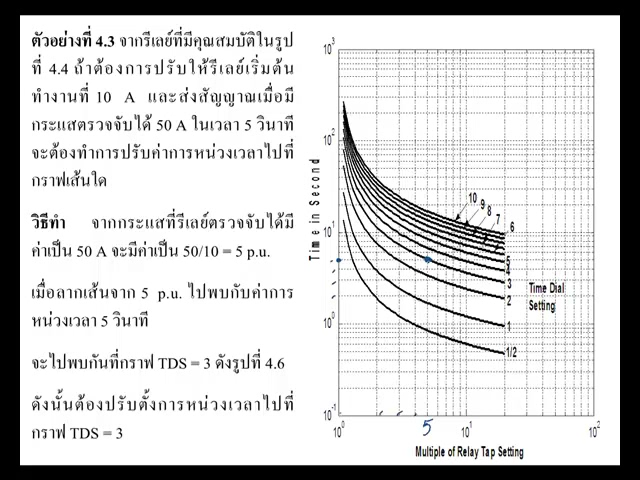 ตัวอย่างที่ 4.3 จากรีเลย์ที่มีคุณสมบัติในรูป
ที่ 4.4 ถ้าต้องการปรับให้รีเลย์เริ่มต้น
ทำงานที่ 10 A และส่งสัญญาณเมื่อมี
กระแสตรวจจับได้ 50 A ในเวลา 5 วินาที
จะต้องทำการปรับค่าการหน่วงเวลาไปที่
กราฟเส้นใด
วิธีทำ จากกระแสที่รีเลย์ตรวจจับได้มี
ค่าเป็น 50 A จะมีค่าเป็น 50/10 = 5 p.u.
เมื่อลากเส้นจาก 5 p.u. ไปพบกับค่าการ
หน่วงเวลา 5 วินาที
จะไปพบกันที่กราฟ TDS = 3 ดังรูปที่ 4.6
ดังนั้นต้องปรับตั้งการหน่วงเวลาไปที่
กราฟ TDS = 3
Time in Second
10³
10²
10¹
10⁰
10⁻¹
10
9
8
7
6
5
4
3
2
1
1/2
Time Dial
Setting
10⁰
5
10¹
10²
Multiple of Relay Tap Setting